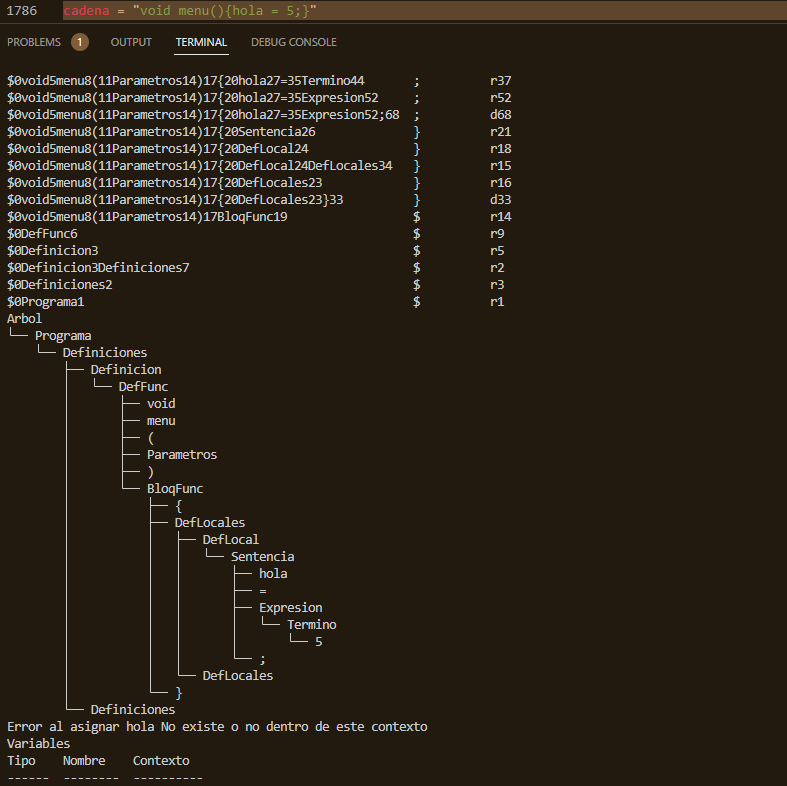 1786 cadena = "void menu(){hola = 5;}"
PROBLEMS 1 OUTPUT TERMINAL DEBUG CONSOLE
$0void5menu8(11Parametros14)17{20hola27=35Termino44 ; r37
$0void5menu8(11Parametros14)17{20hola27=35Expresion52 ; r52
$0void5menu8(11Parametros14)17{20hola27=35Expresion52;68 ; d68
$0void5menu8(11Parametros14)17{20Sentencia26 } r21
$0void5menu8(11Parametros14)17{20DefLocal24 } r18
$0void5menu8(11Parametros14)17{20DefLocal24DefLocales34 } r15
$0void5menu8(11Parametros14)17{20DefLocales23 } r16
$0void5menu8(11Parametros14)17{20DefLocales23}33 } d33
$0void5menu8(11Parametros14)17BloqFunc19 $ r14
$0DefFunc6 $ r9
$0Definicion3 $ r5
$0Definicion3Definiciones7 $ r2
$0Definiciones2 $ r3
$0Programa1 $ r1
Arbol
Programa
Definiciones
Definicion
DefFunc
void
menu
(
Parametros
)
BloqFunc
{
DefLocales
DefLocal
Sentencia
hola
=
Expresion
Termino
5
;
DefLocales
}
Definiciones
Error al asignar hola No existe o no dentro de este contexto
Variables
Tipo Nombre Contexto
------ -------- ----------